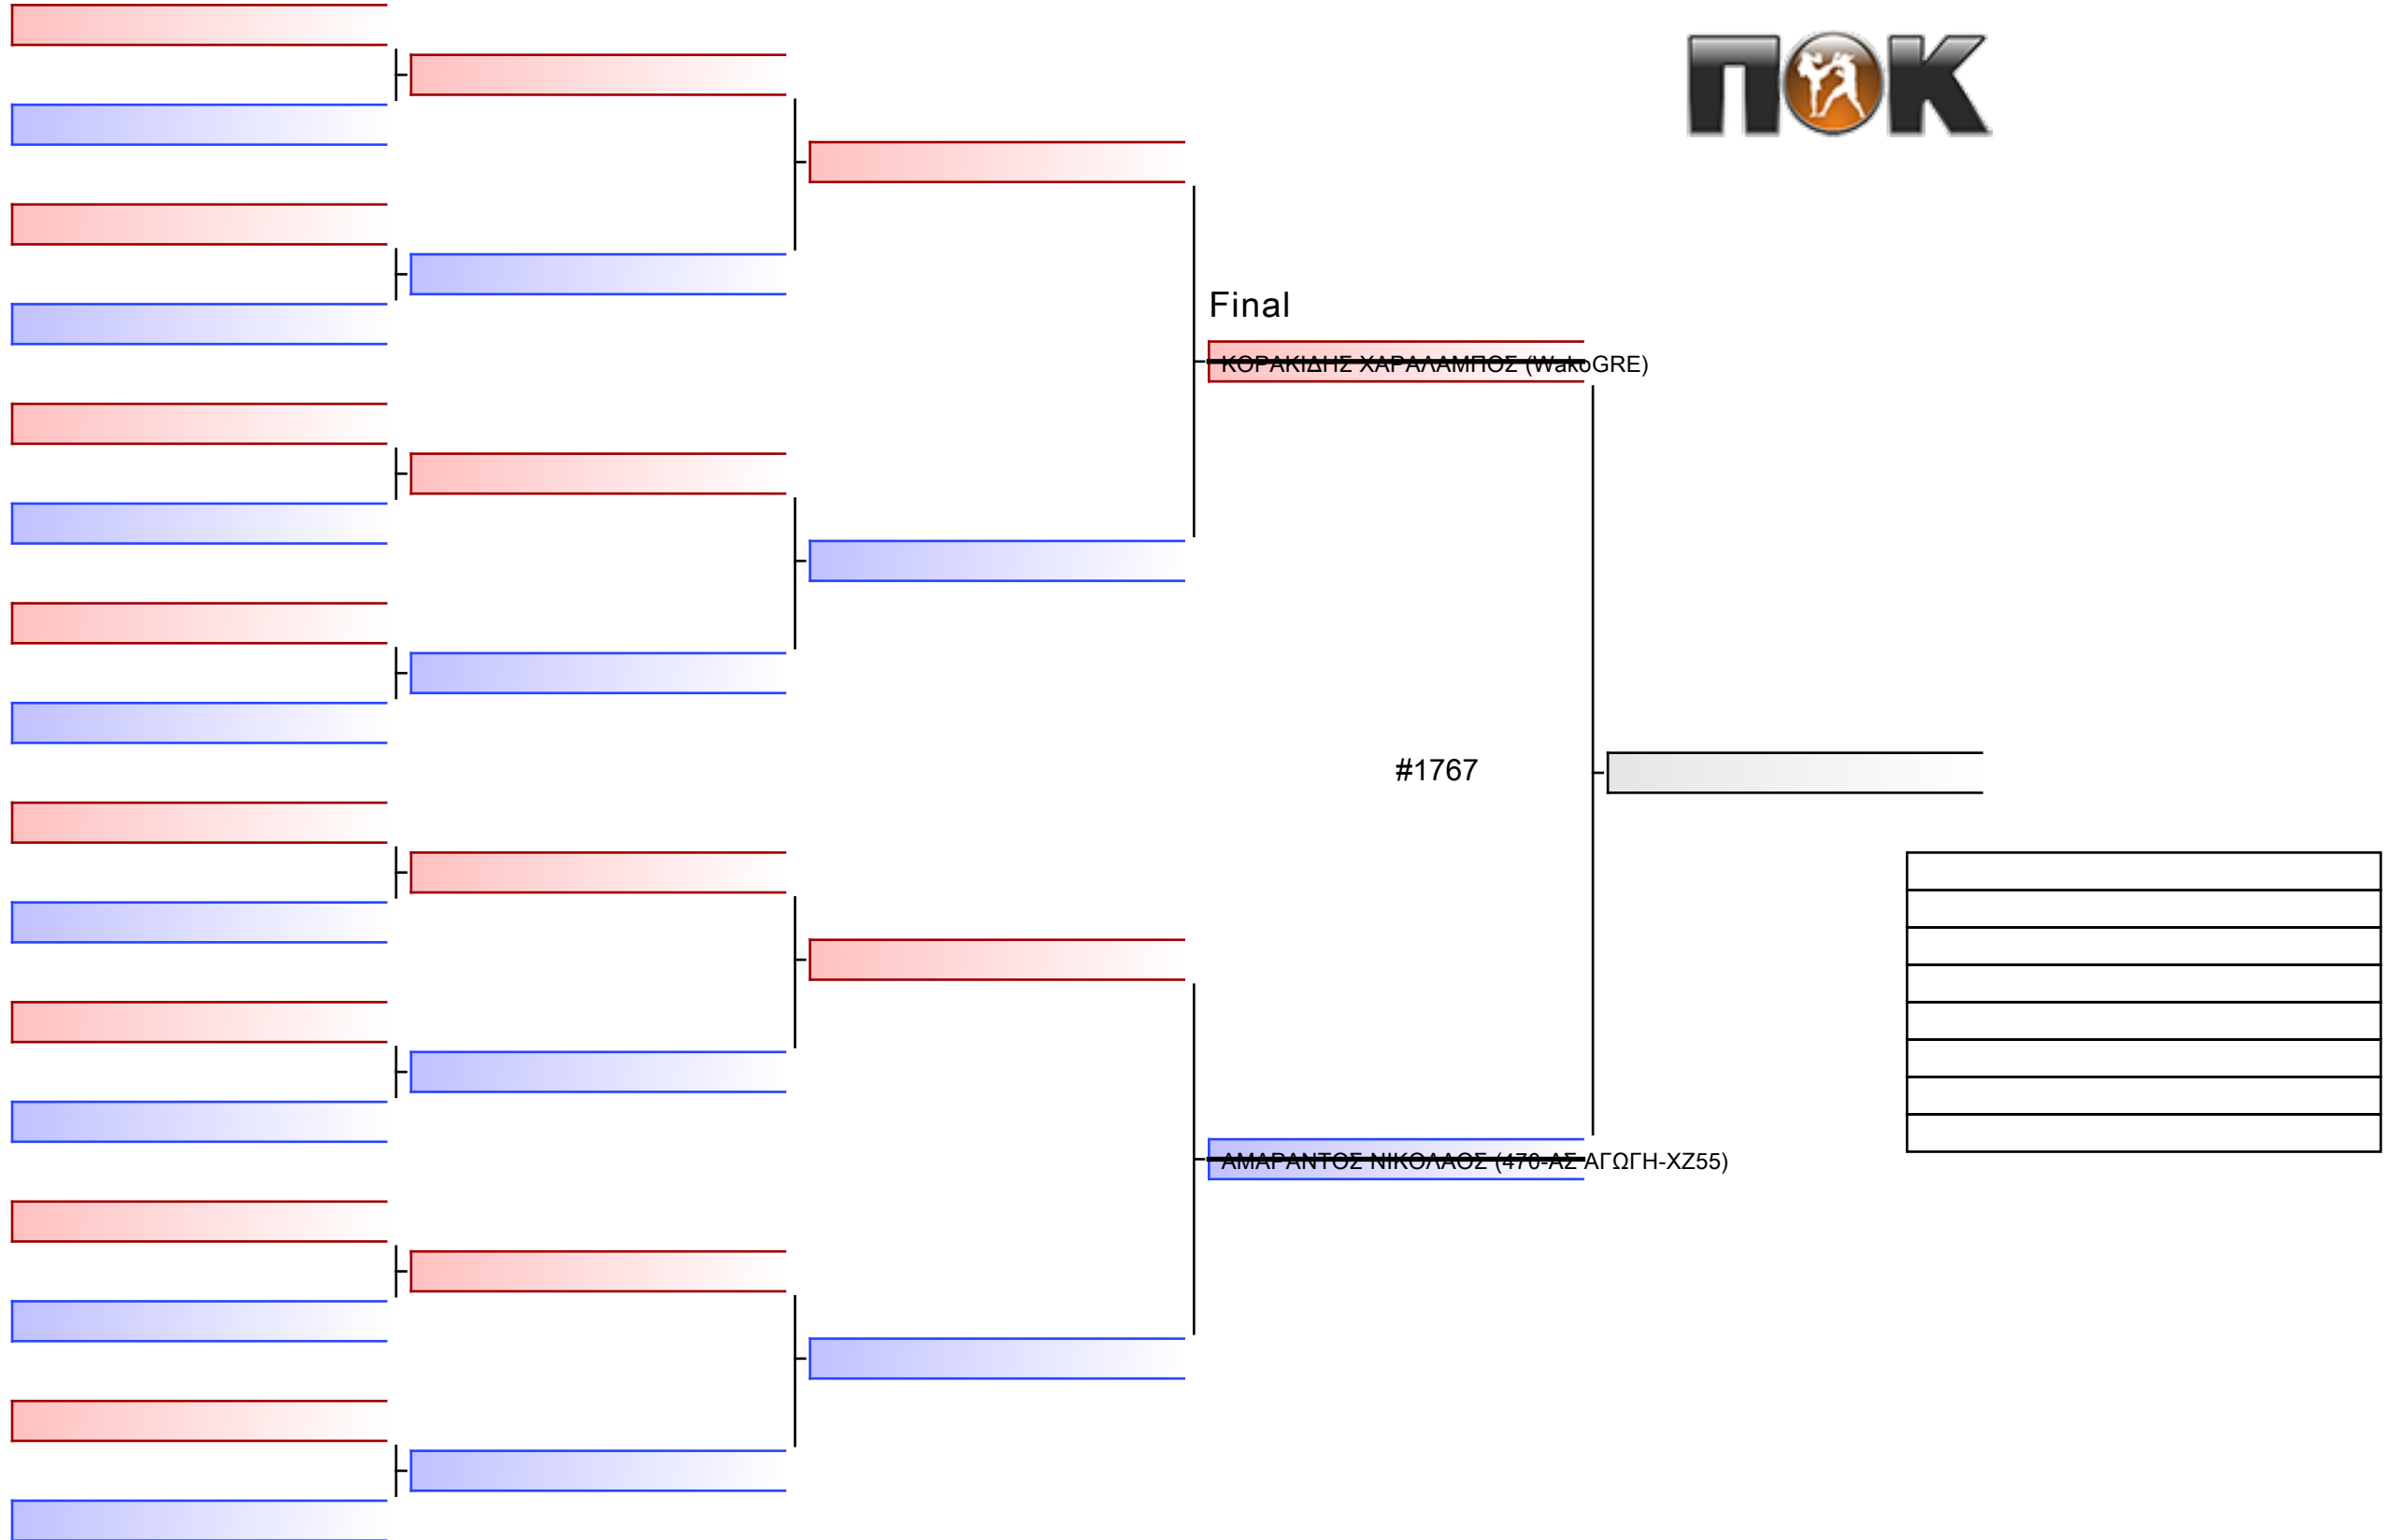 ΠΟΚ
Final
ΚΟΡΑΚΙΔΗΣ ΧΑΡΑΛΑΜΠΟΣ (WakoGRE)
#1767
ΑΜΑΡΑΝΤΟΣ ΝΙΚΟΛΑΟΣ (470-ΑΣ ΑΓΩΓΗ-ΧΖ55)